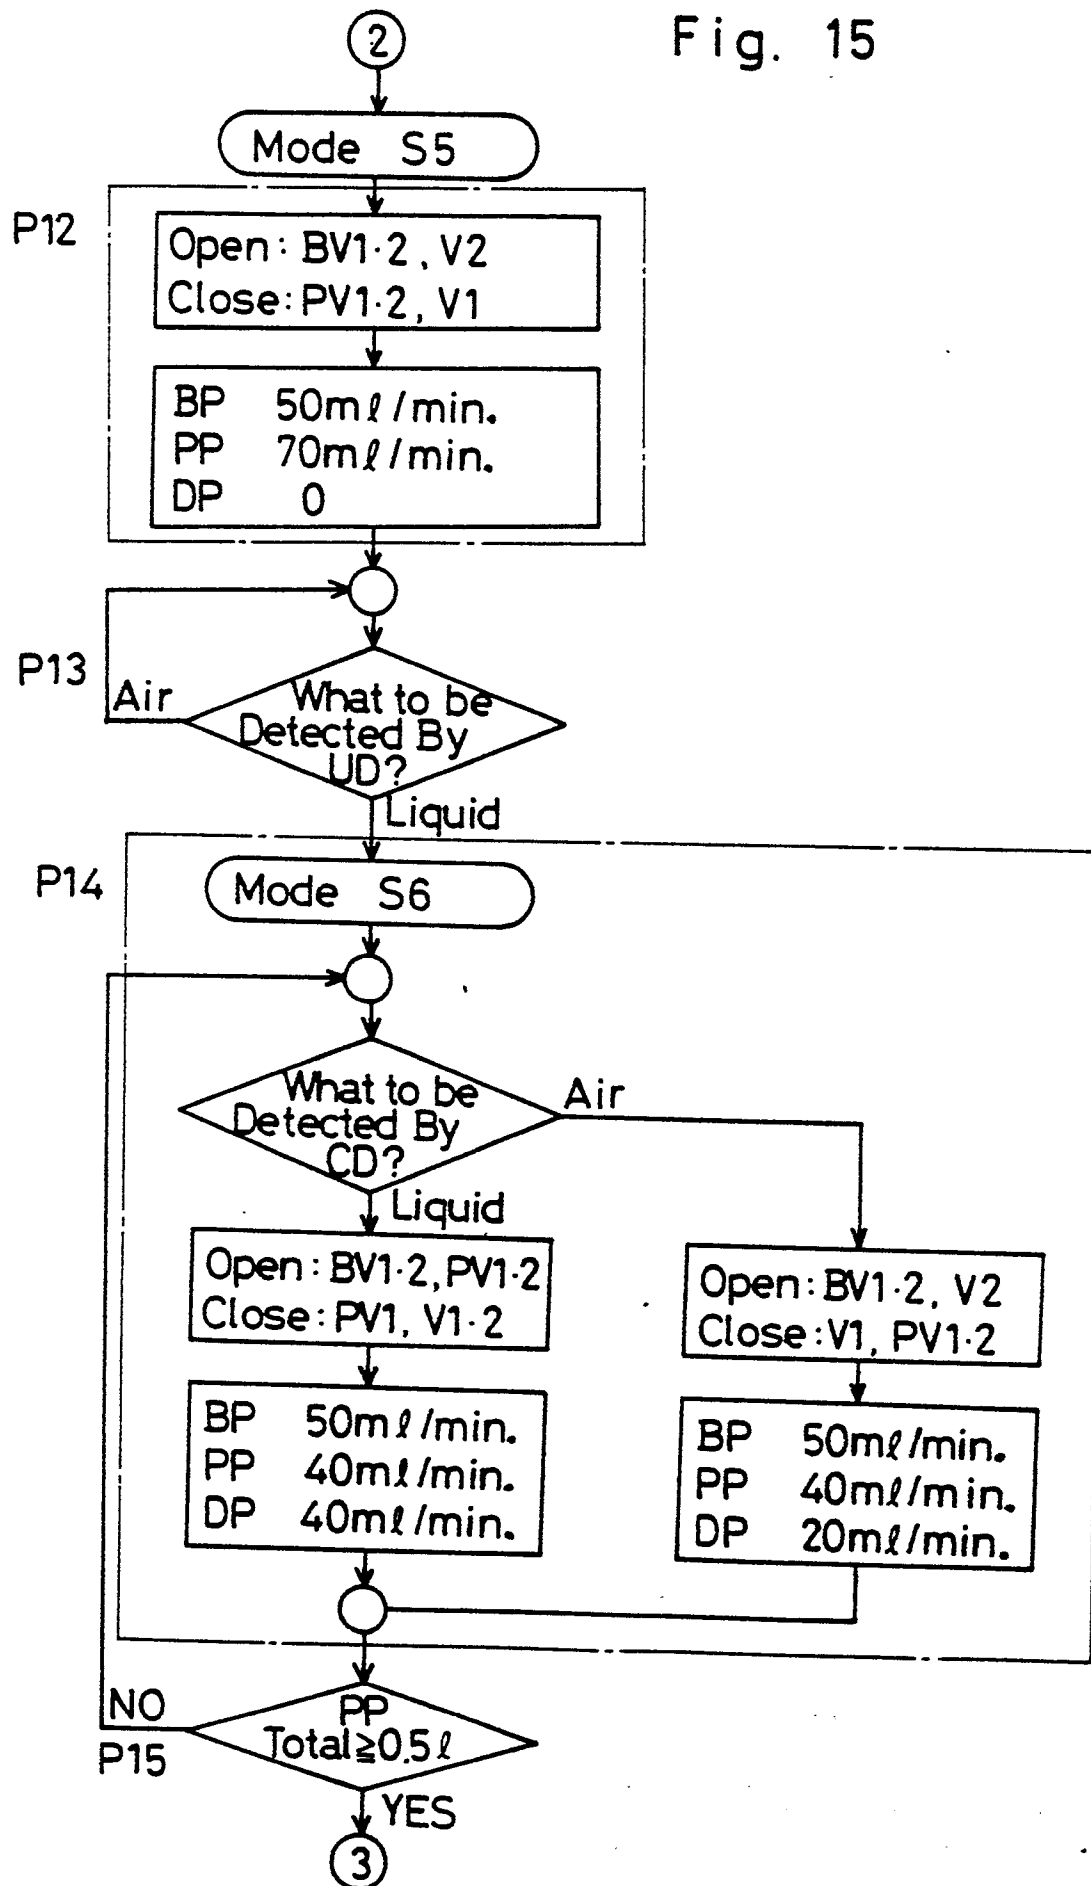 Fig. 15
2
Mode S5
P12
Open: BV1·2, V2
Close: PV1·2, V1
BP 50mℓ/min.
PP 70mℓ/min.
DP 0
P13
Air
What to be
Detected By
UD?
Liquid
P14
Mode S6
What to be
Detected By
CD?
Air
Liquid
Open: BV1·2, PV1·2
Close: PV1, V1·2
Open: BV1·2, V2
Close: V1, PV1·2
BP 50mℓ/min.
PP 40mℓ/min.
DP 40mℓ/min.
BP 50mℓ/min.
PP 40mℓ/min.
DP 20mℓ/min.
NO
P15
PP
Total≧0.5ℓ
YES
3